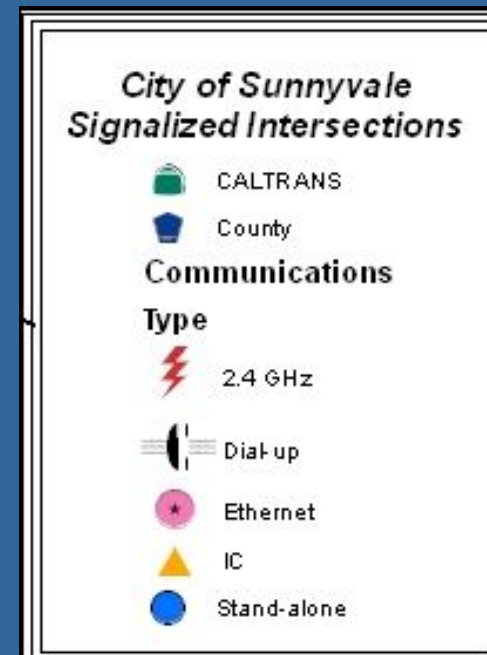 City of Sunnyvale
Signalized Intersections
CALTRANS
County
Communications
Type
2.4 GHz
Dial-up
Ethernet
IC
Stand-alone